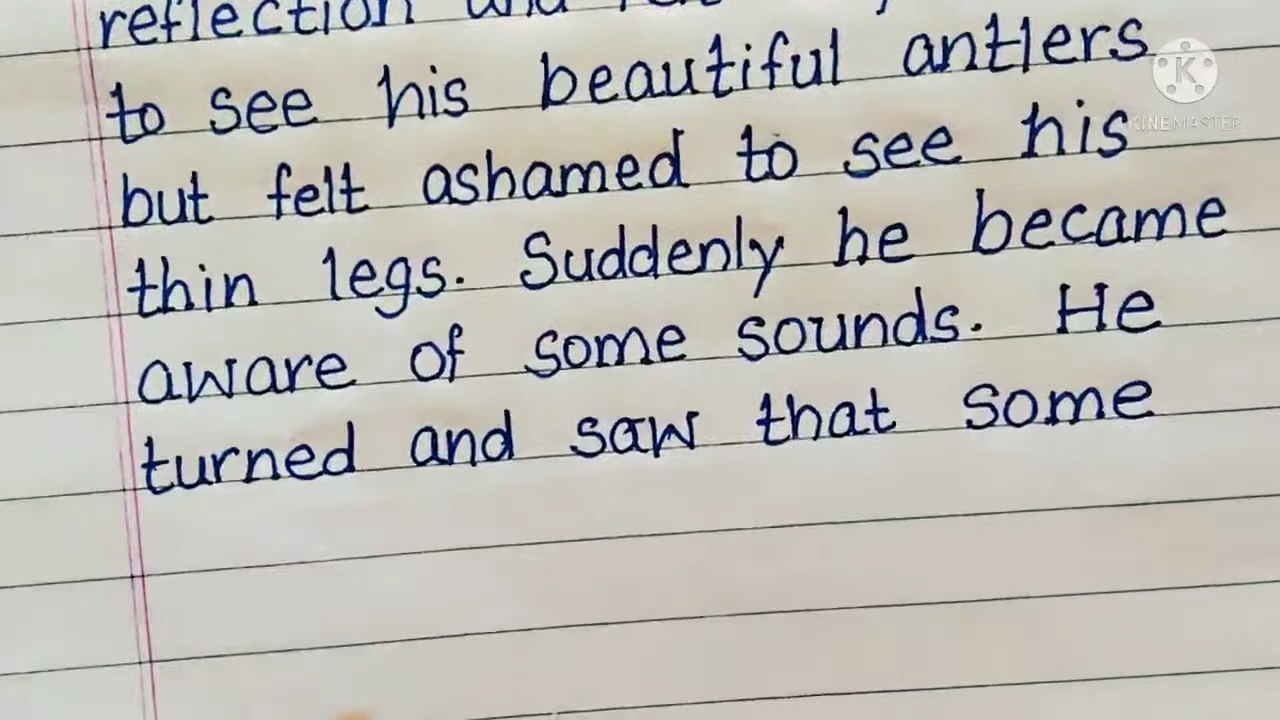 reflection and
to see his beautiful antlers
but felt ashamed to see his
thin legs. Suddenly he became
aware of some sounds. He
turned and saw that some
K
KINEMASTER